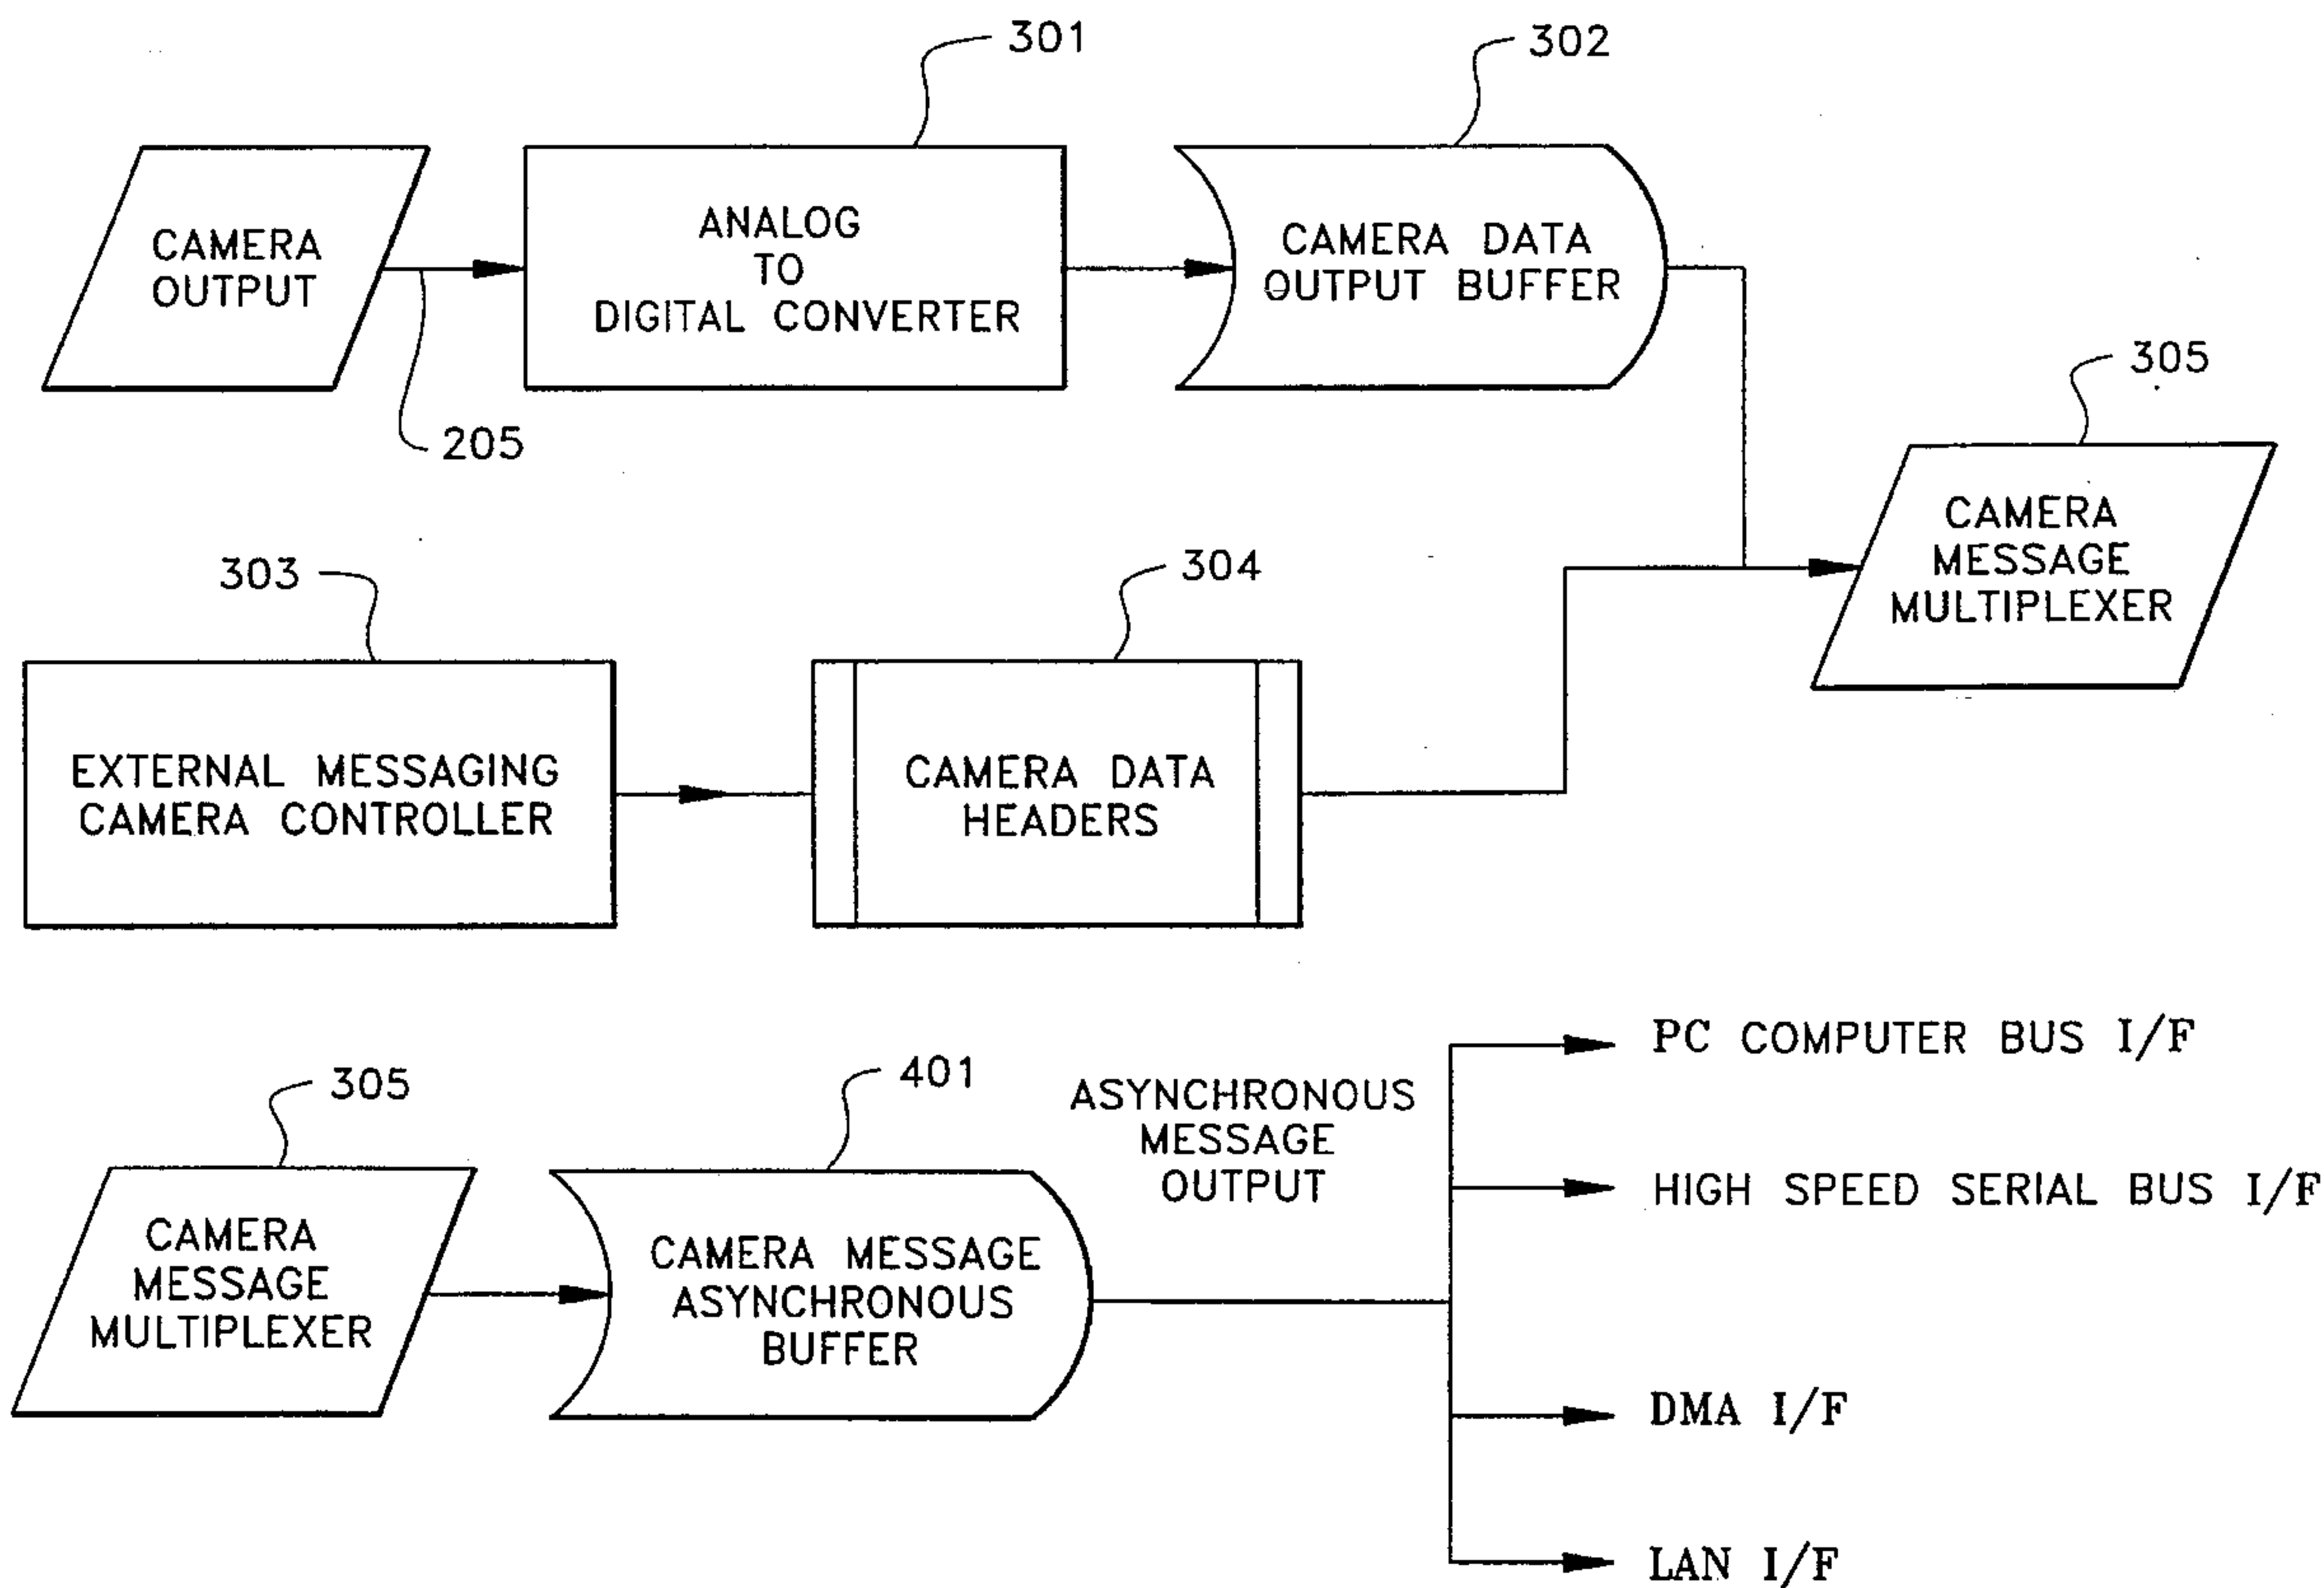 301
302
CAMERA
OUTPUT
ANALOG
TO
DIGITAL CONVERTER
CAMERA DATA
OUTPUT BUFFER
205
305
CAMERA
MESSAGE
MULTIPLEXER
303
304
EXTERNAL MESSAGING
CAMERA CONTROLLER
CAMERA DATA
HEADERS
305
401
CAMERA
MESSAGE
MULTIPLEXER
CAMERA MESSAGE
ASYNCHRONOUS
BUFFER
ASYNCHRONOUS
MESSAGE
OUTPUT
PC COMPUTER BUS I/F
HIGH SPEED SERIAL BUS I/F
DMA I/F
LAN I/F